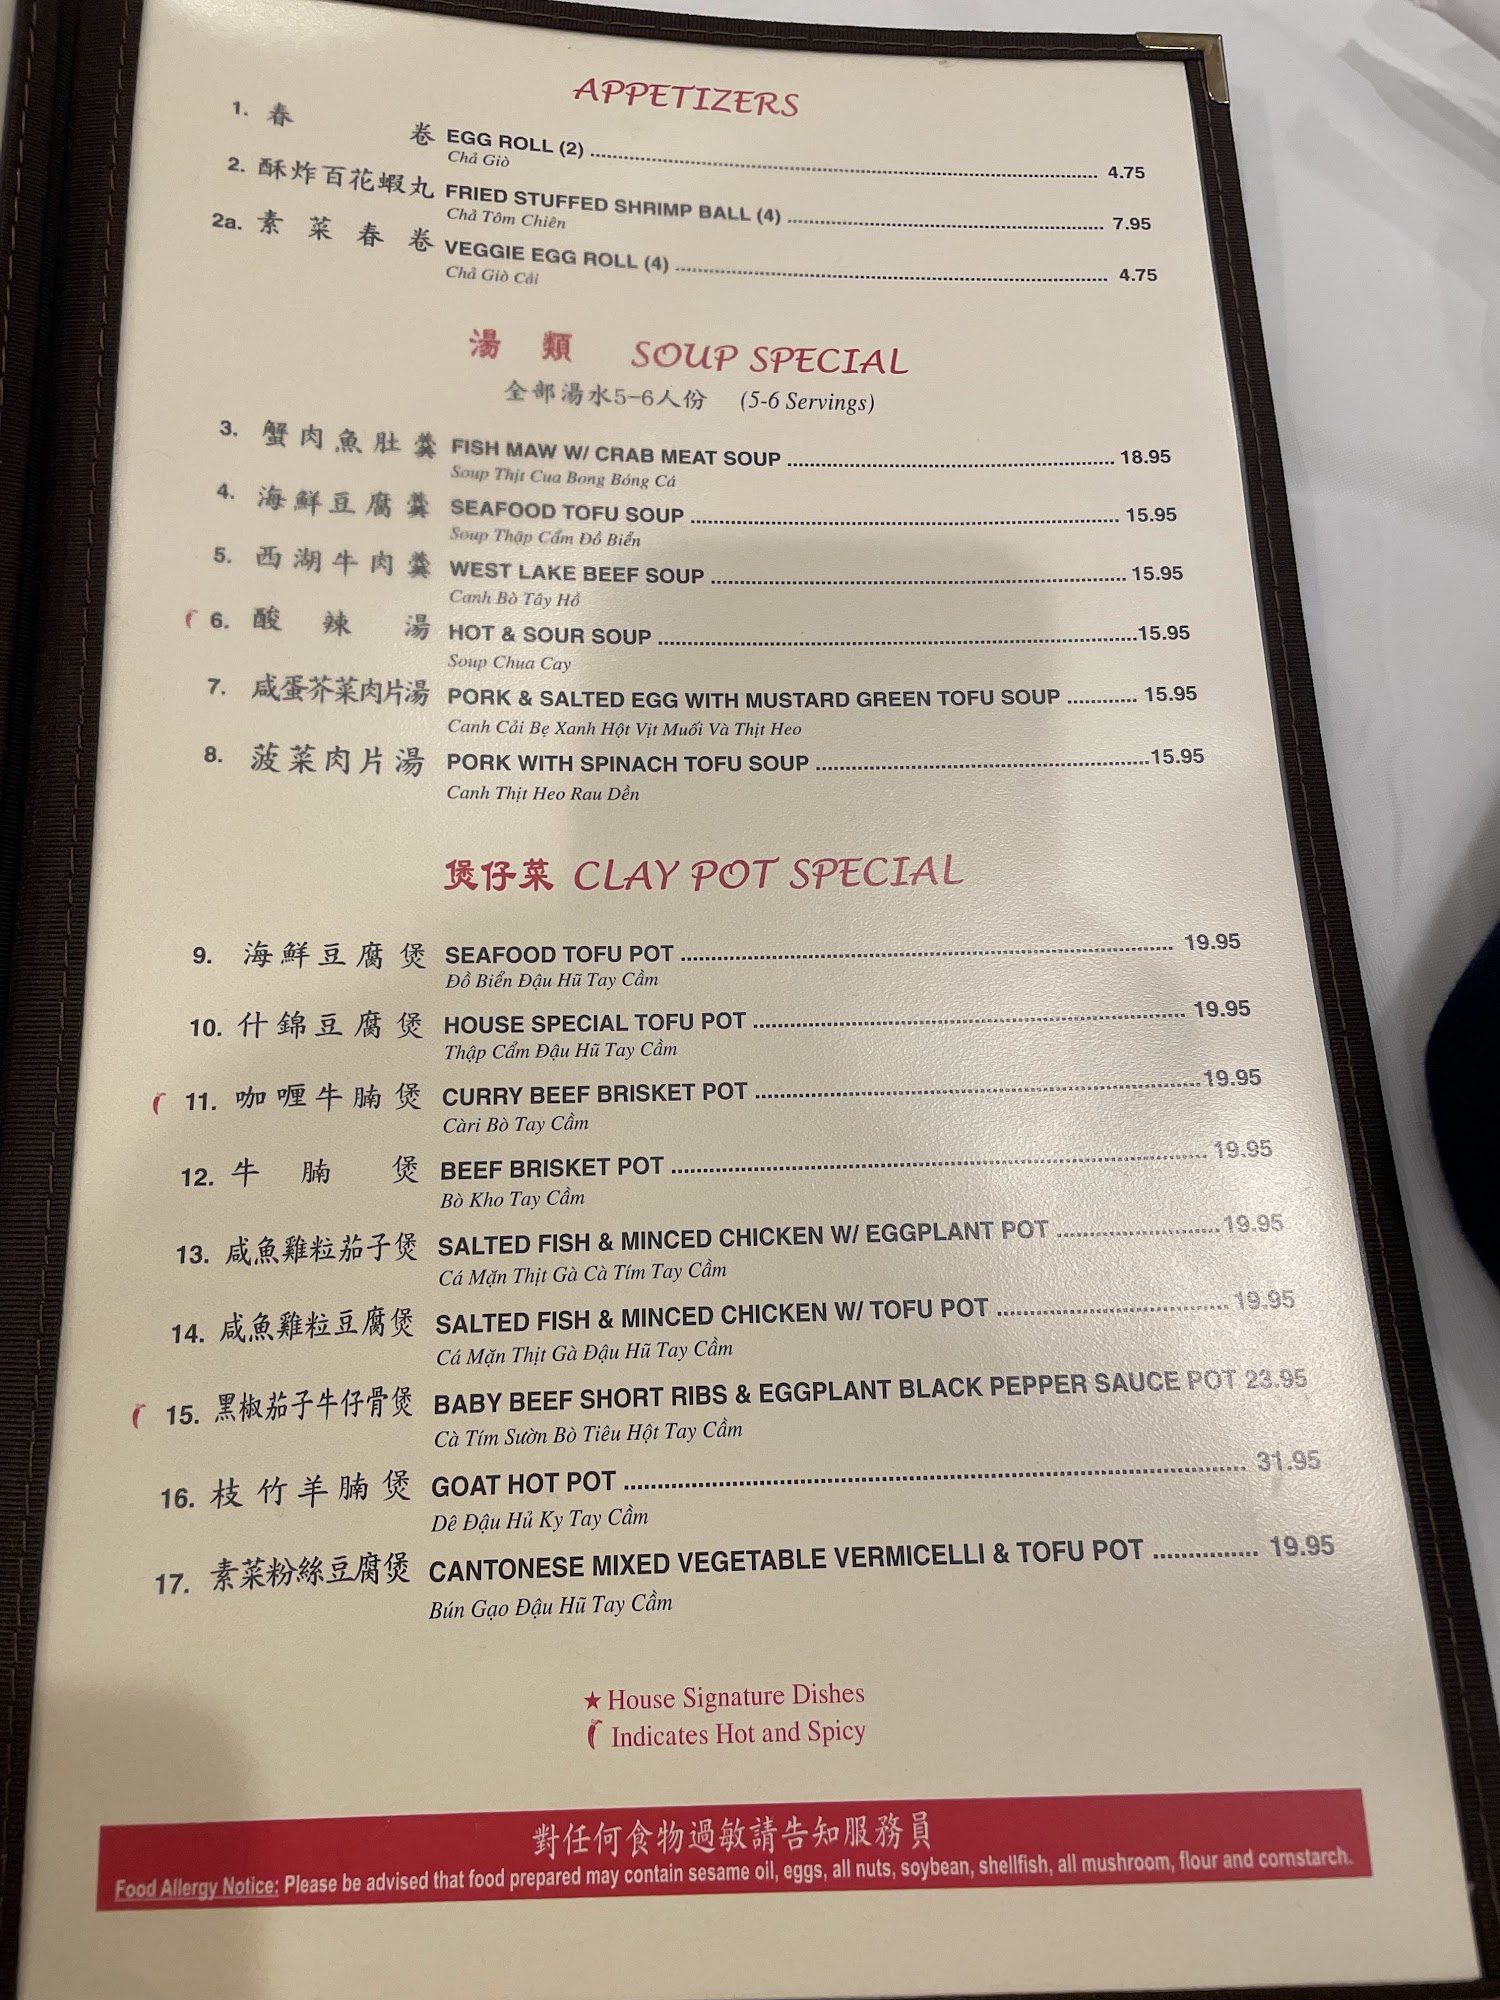 APPETIZERS
1. 春 卷 EGG ROLL (2) 4.75
Chả Giò
2. 酥炸百花蝦丸 FRIED STUFFED SHRIMP BALL (4) 7.95
Chả Tôm Chiên
2a. 素菜春卷 VEGGIE EGG ROLL (4) 4.75
Chả Giò Cải
湯類 SOUP SPECIAL
全部湯水5-6人份 (5-6 Servings)
3. 蟹肉魚肚羹 FISH MAW W/ CRAB MEAT SOUP 18.95
Soup Thịt Cua Bong Bóng Cá
4. 海鮮豆腐羹 SEAFOOD TOFU SOUP 15.95
Soup Thập Cẩm Đồ Biển
5. 西湖牛肉羹 WEST LAKE BEEF SOUP 15.95
Canh Bò Tây Hồ
6. 酸辣湯 HOT & SOUR SOUP 15.95
Soup Chua Cay
7. 咸蛋芥菜肉片湯 PORK & SALTED EGG WITH MUSTARD GREEN TOFU SOUP 15.95
Canh Cải Bẹ Xanh Hột Vịt Muối Và Thịt Heo
8. 菠菜肉片湯 PORK WITH SPINACH TOFU SOUP 15.95
Canh Thịt Heo Rau Dền
煲仔菜 CLAY POT SPECIAL
9. 海鮮豆腐煲 SEAFOOD TOFU POT 19.95
Đồ Biển Đậu Hũ Tay Cầm
10. 什錦豆腐煲 HOUSE SPECIAL TOFU POT 19.95
Thập Cẩm Đậu Hũ Tay Cầm
11. 咖喱牛腩煲 CURRY BEEF BRISKET POT 19.95
Càri Bò Tay Cầm
12. 牛腩煲 BEEF BRISKET POT 19.95
Bò Kho Tay Cầm
13. 咸魚雞粒茄子煲 SALTED FISH & MINCED CHICKEN W/ EGGPLANT POT 19.95
Cá Mặn Thịt Gà Cà Tím Tay Cầm
14. 咸魚雞粒豆腐煲 SALTED FISH & MINCED CHICKEN W/ TOFU POT 19.95
Cá Mặn Thịt Gà Đậu Hũ Tay Cầm
15. 黑椒茄子牛仔骨煲 BABY BEEF SHORT RIBS & EGGPLANT BLACK PEPPER SAUCE POT 23.95
Cà Tím Sườn Bò Tiêu Hột Tay Cầm
16. 枝竹羊腩煲 GOAT HOT POT 31.95
Dê Đậu Hủ Ky Tay Cầm
17. 素菜粉絲豆腐煲 CANTONESE MIXED VEGETABLE VERMICELLI & TOFU POT 19.95
Bún Gạo Đậu Hũ Tay Cầm
★ House Signature Dishes
Indicates Hot and Spicy
對任何食物過敏請告知服務員
Food Allergy Notice: Please be advised that food prepared may contain sesame oil, eggs, all nuts, soybean, shellfish, all mushroom, flour and cornstarch.